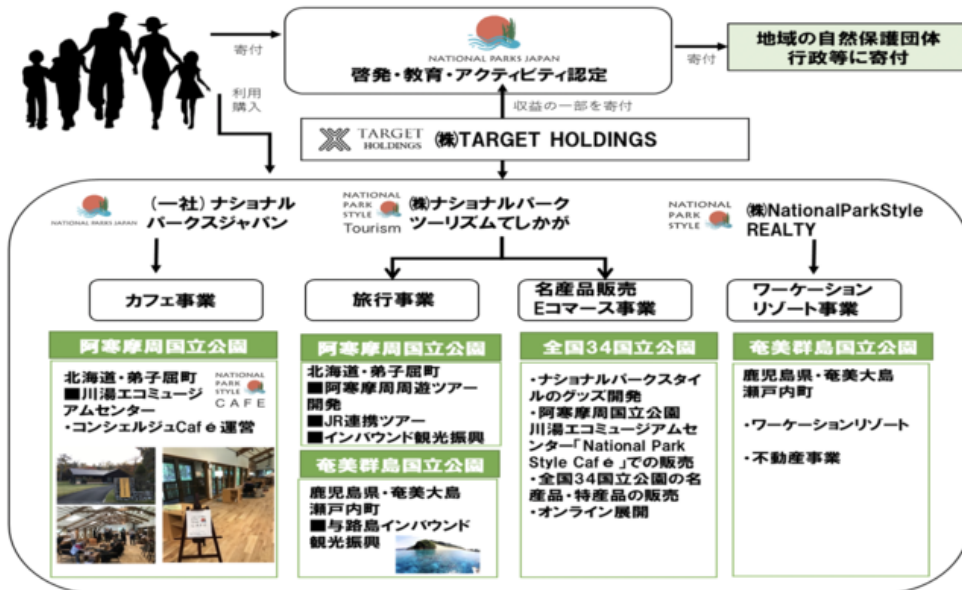 寄付
NATIONAL PARKS JAPAN
啓発・教育・アクティビティ認定
寄付
地域の自然保護団体
行政等に寄付
利用
購入
収益の一部を寄付
TARGET
HOLDINGS
㈱TARGET HOLDINGS
NATIONAL PARKS JAPAN
(一社)ナショナル
パークスジャパン
NATIONAL
PARK
STYLE
Tourism
㈱ナショナルパーク
ツーリズムてしかが
NATIONAL
PARK
STYLE
㈱NationalParkStyle
REALTY
カフェ事業
旅行事業
名産品販売
Eコマース事業
ワーケーション
リゾート事業
阿寒摩周国立公園
北海道・弟子屈町
■川湯エコミュージ
アムセンター
・コンシェルジュCafé運営
NATIONAL
PARK
STYLE
CAFE
阿寒摩周国立公園
北海道・弟子屈町
■阿寒摩周周遊ツアー
開発
■JR連携ツアー
■インバウンド観光振興
奄美群島国立公園
鹿児島県・奄美大島
瀬戸内町
■与路島インバウンド
観光振興
全国34国立公園
・ナショナルパークスタイ
ルのグッズ開発
・阿寒摩周国立公園
川湯エコミュージアムセ
ンター「National Park
Style Café」での販売
・全国34国立公園の名
産品・特産品の販売
・オンライン展開
奄美群島国立公園
鹿児島県・奄美大島
瀬戸内町
・ワーケーションリゾート
・不動産事業